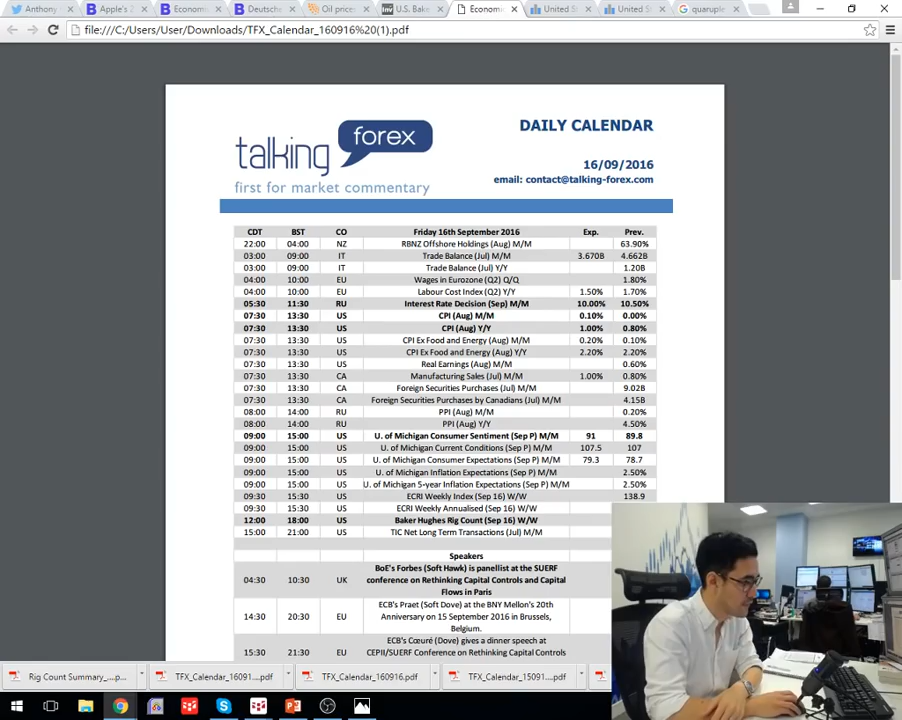 Anthony
Apple's 2
Econom
Deutsche
Oil price
U.S. Bake
Econom
United S
United S
quaruple
file:///C:/Users/User/Downloads/TFX_Calendar_160916%20(1).pdf
talking forex
first for market commentary
DAILY CALENDAR
16/09/2016
email: contact@talking-forex.com
CDT BST CO Friday 16th September 2016 Exp. Prev.
22:00 04:00 NZ RBNZ Offshore Holdings (Aug) M/M 63.90%
03:00 09:00 IT Trade Balance (Jul) M/M 3.670B 4.662B
03:00 09:00 IT Trade Balance (Jul) Y/Y 1.20B
04:00 10:00 EU Wages in Eurozone (Q2) Q/Q 1.80%
04:00 10:00 EU Labour Cost Index (Q2) Y/Y 1.50% 1.70%
05:30 11:30 RU Interest Rate Decision (Sep) M/M 10.00% 10.50%
07:30 13:30 US CPI (Aug) M/M 0.10% 0.00%
07:30 13:30 US CPI (Aug) Y/Y 1.00% 0.80%
07:30 13:30 US CPI Ex Food and Energy (Aug) M/M 0.20% 0.10%
07:30 13:30 US CPI Ex Food and Energy (Aug) Y/Y 2.20% 2.20%
07:30 13:30 US Real Earnings (Aug) M/M 0.60%
07:30 13:30 CA Manufacturing Sales (Jul) M/M 1.00% 0.80%
07:30 13:30 CA Foreign Securities Purchases (Jul) M/M 9.02B
07:30 13:30 CA Foreign Securities Purchases by Canadians (Jul) M/M 4.15B
08:00 14:00 RU PPI (Aug) M/M 0.20%
08:00 14:00 RU PPI (Aug) Y/Y 4.50%
09:00 15:00 US U. of Michigan Consumer Sentiment (Sep P) M/M 91 89.8
09:00 15:00 US U. of Michigan Current Conditions (Sep P) M/M 107.5 107
09:00 15:00 US U. of Michigan Consumer Expectations (Sep P) M/M 79.3 78.7
09:00 15:00 US U. of Michigan Inflation Expectations (Sep P) M/M 2.50%
09:00 15:00 US U. of Michigan 5-year Inflation Expectations (Sep P) M/M 2.50%
09:30 15:30 US ECRI Weekly Index (Sep 16) W/W 138.9
09:30 15:30 US ECRI Weekly Annualised (Sep 16) W/W
12:00 18:00 US Baker Hughes Rig Count (Sep 16) W/W
15:00 21:00 US TIC Net Long Term Transactions (Jul) M/M
Speakers
04:30 10:30 UK BoE's Forbes (Soft Hawk) is panellist at the SUERF
conference on Rethinking Capital Controls and Capital
Flows in Paris
14:30 20:30 EU ECB's Praet (Soft Dove) at the BNY Mellon's 20th
Anniversary on 15 September 2016 in Brussels,
Belgium.
15:30 21:30 EU ECB's Cœuré (Dove) gives a dinner speech at
CEPII/SUERF Conference on Rethinking Capital Controls
Rig Count Summary_....p...
TFX_Calendar_16091....pdf
TFX_Calendar_160916.pdf
TFX_Calendar_15091....pdf